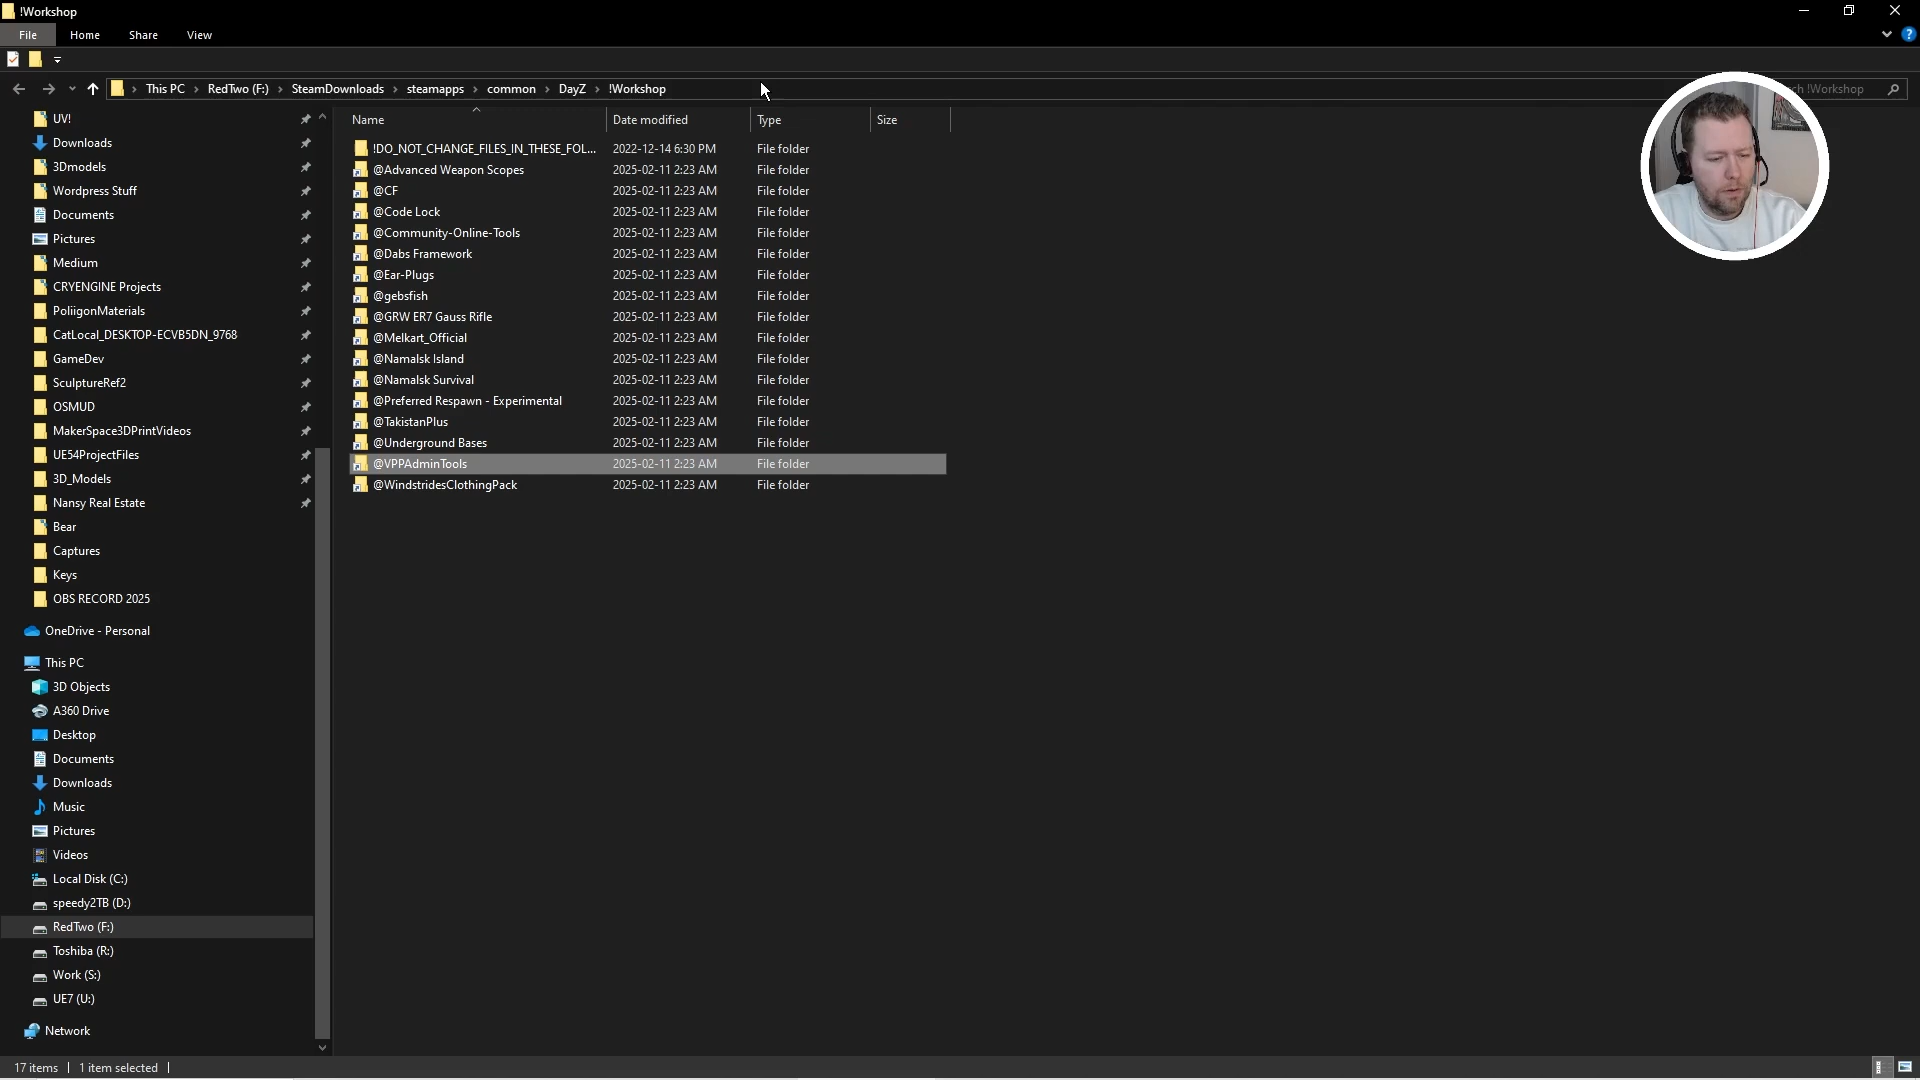 !Workshop
File Home Share View
This PC RedTwo (F:) SteamDownloads steamapps common DayZ !Workshop
ch !Workshop
Name Date modified Type Size
!DO_NOT_CHANGE_FILES_IN_THESE_FOL... 2022-12-14 6:30 PM File folder
@Advanced Weapon Scopes 2025-02-11 2:23 AM File folder
@CF 2025-02-11 2:23 AM File folder
@Code Lock 2025-02-11 2:23 AM File folder
@Community-Online-Tools 2025-02-11 2:23 AM File folder
@Dabs Framework 2025-02-11 2:23 AM File folder
@Ear-Plugs 2025-02-11 2:23 AM File folder
@gebsfish 2025-02-11 2:23 AM File folder
@GRW ER7 Gauss Rifle 2025-02-11 2:23 AM File folder
@Melkart_Official 2025-02-11 2:23 AM File folder
@Namalsk Island 2025-02-11 2:23 AM File folder
@Namalsk Survival 2025-02-11 2:23 AM File folder
@Preferred Respawn - Experimental 2025-02-11 2:23 AM File folder
@TakistanPlus 2025-02-11 2:23 AM File folder
@Underground Bases 2025-02-11 2:23 AM File folder
@VPPAdminTools 2025-02-11 2:23 AM File folder
@WindstridesClothingPack 2025-02-11 2:23 AM File folder
UV!
Downloads
3Dmodels
Wordpress Stuff
Documents
Pictures
Medium
CRYENGINE Projects
PoliigonMaterials
CatLocal_DESKTOP-ECVB5DN_9768
GameDev
SculptureRef2
OSMUD
MakerSpace3DPrintVideos
UE54ProjectFiles
3D_Models
Nansy Real Estate
Bear
Captures
Keys
OBS RECORD 2025
OneDrive - Personal
This PC
3D Objects
A360 Drive
Desktop
Documents
Downloads
Music
Pictures
Videos
Local Disk (C:)
speedy2TB (D:)
RedTwo (F:)
Toshiba (R:)
Work (S:)
UE7 (U:)
Network
17 items 1 item selected